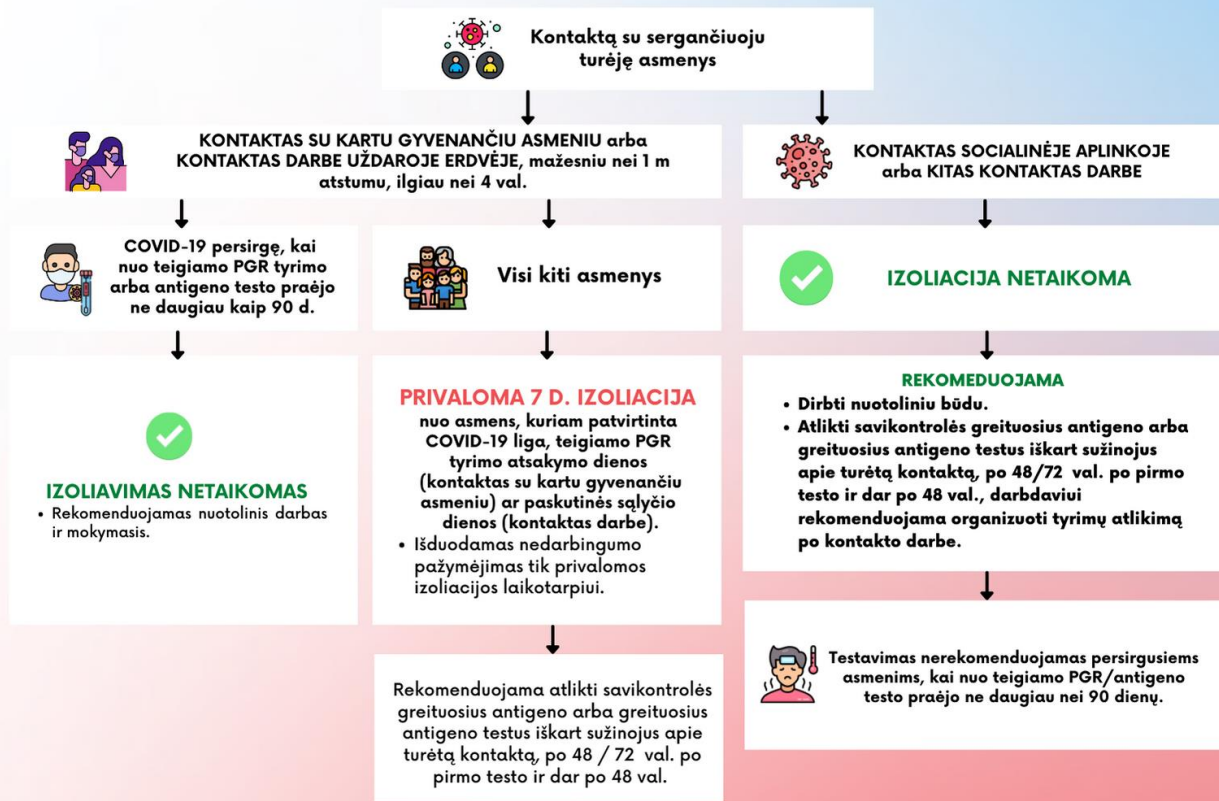 Kontaktą su sergančiuoju
turėję asmenys
KONTAKTAS SU KARTU GYVENANČIU ASMENIU arba
KONTAKTAS DARBE UŽDAROJE ERDVĖJE, mažesniu nei 1 m
atstumu, ilgiau nei 4 val.
KONTAKTAS SOCIALINĖJE APLINKOJE
arba KITAS KONTAKTAS DARBE
COVID-19 persirgę, kai
nuo teigiamo PGR tyrimo
arba antigeno testo praėjo
ne daugiau kaip 90 d.
Visi kiti asmenys
IZOLIACIJA NETAIKOMA
IZOLIAVIMAS NETAIKOMAS
• Rekomenduojamas nuotolinis darbas
ir mokymasis.
PRIVALOMA 7 D. IZOLIACIJA
nuo asmens, kuriam patvirtinta
COVID-19 liga, teigiamo PGR
tyrimo atsakymo dienos
(kontaktas su kartu gyvenančiu
asmeniu) ar paskutinės sąlyčio
dienos (kontaktas darbe).
• Išduodamas nedarbingumo
pažymėjimas tik privalomos
izoliacijos laikotarpiui.
Rekomenduojama atlikti savikontrolės
greituosius antigeno arba greituosius
antigeno testus iškart sužinojus apie
turėtą kontaktą, po 48 / 72 val. po
pirmo testo ir dar po 48 val.
REKOMEDUOJAMA
• Dirbti nuotoliniu būdu.
• Atlikti savikontrolės greituosius antigeno arba
greituosius antigeno testus iškart sužinojus
apie turėtą kontaktą, po 48/72 val. po pirmo
testo ir dar po 48 val., darbdaviui
rekomenduojama organizuoti tyrimų atlikimą
po kontakto darbe.
Testavimas nerekomenduojamas persirgusiems
asmenims, kai nuo teigiamo PGR/antigeno
testo praėjo ne daugiau nei 90 dienų.